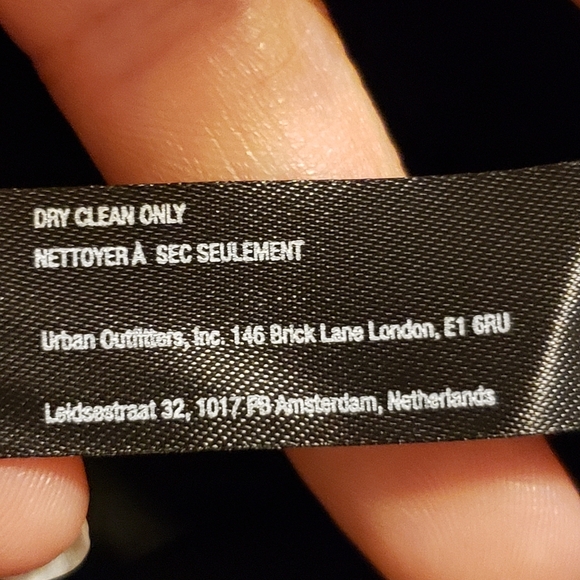 DRY CLEAN ONLY
NETTOYER À SEC SEULEMENT
Urban Outfitters, Inc. 146 Brick Lane London, E1 6RU
Leidsestraat 32, 1017 PB Amsterdam, Netherlands